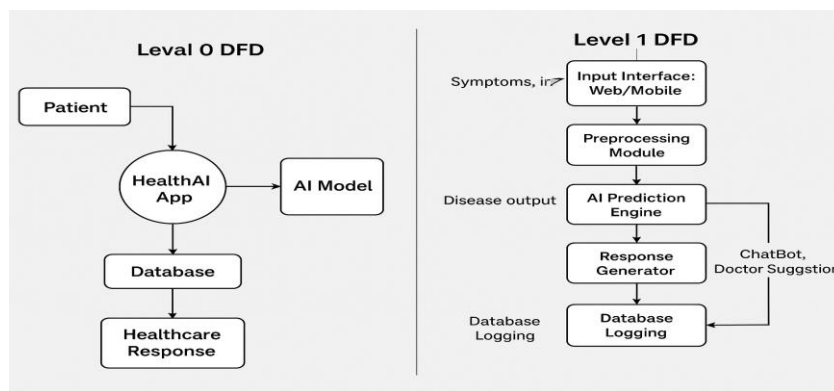 Leval 0 DFD
Patient
HealthAI
App
AI Model
Database
Healthcare
Response
Level 1 DFD
Symptoms, ir
Input Interface:
Web/Mobile
Preprocessing
Module
Disease output
AI Prediction
Engine
Response
Generator
ChatBot,
Doctor Suggstion
Database
Logging
Database
Logging